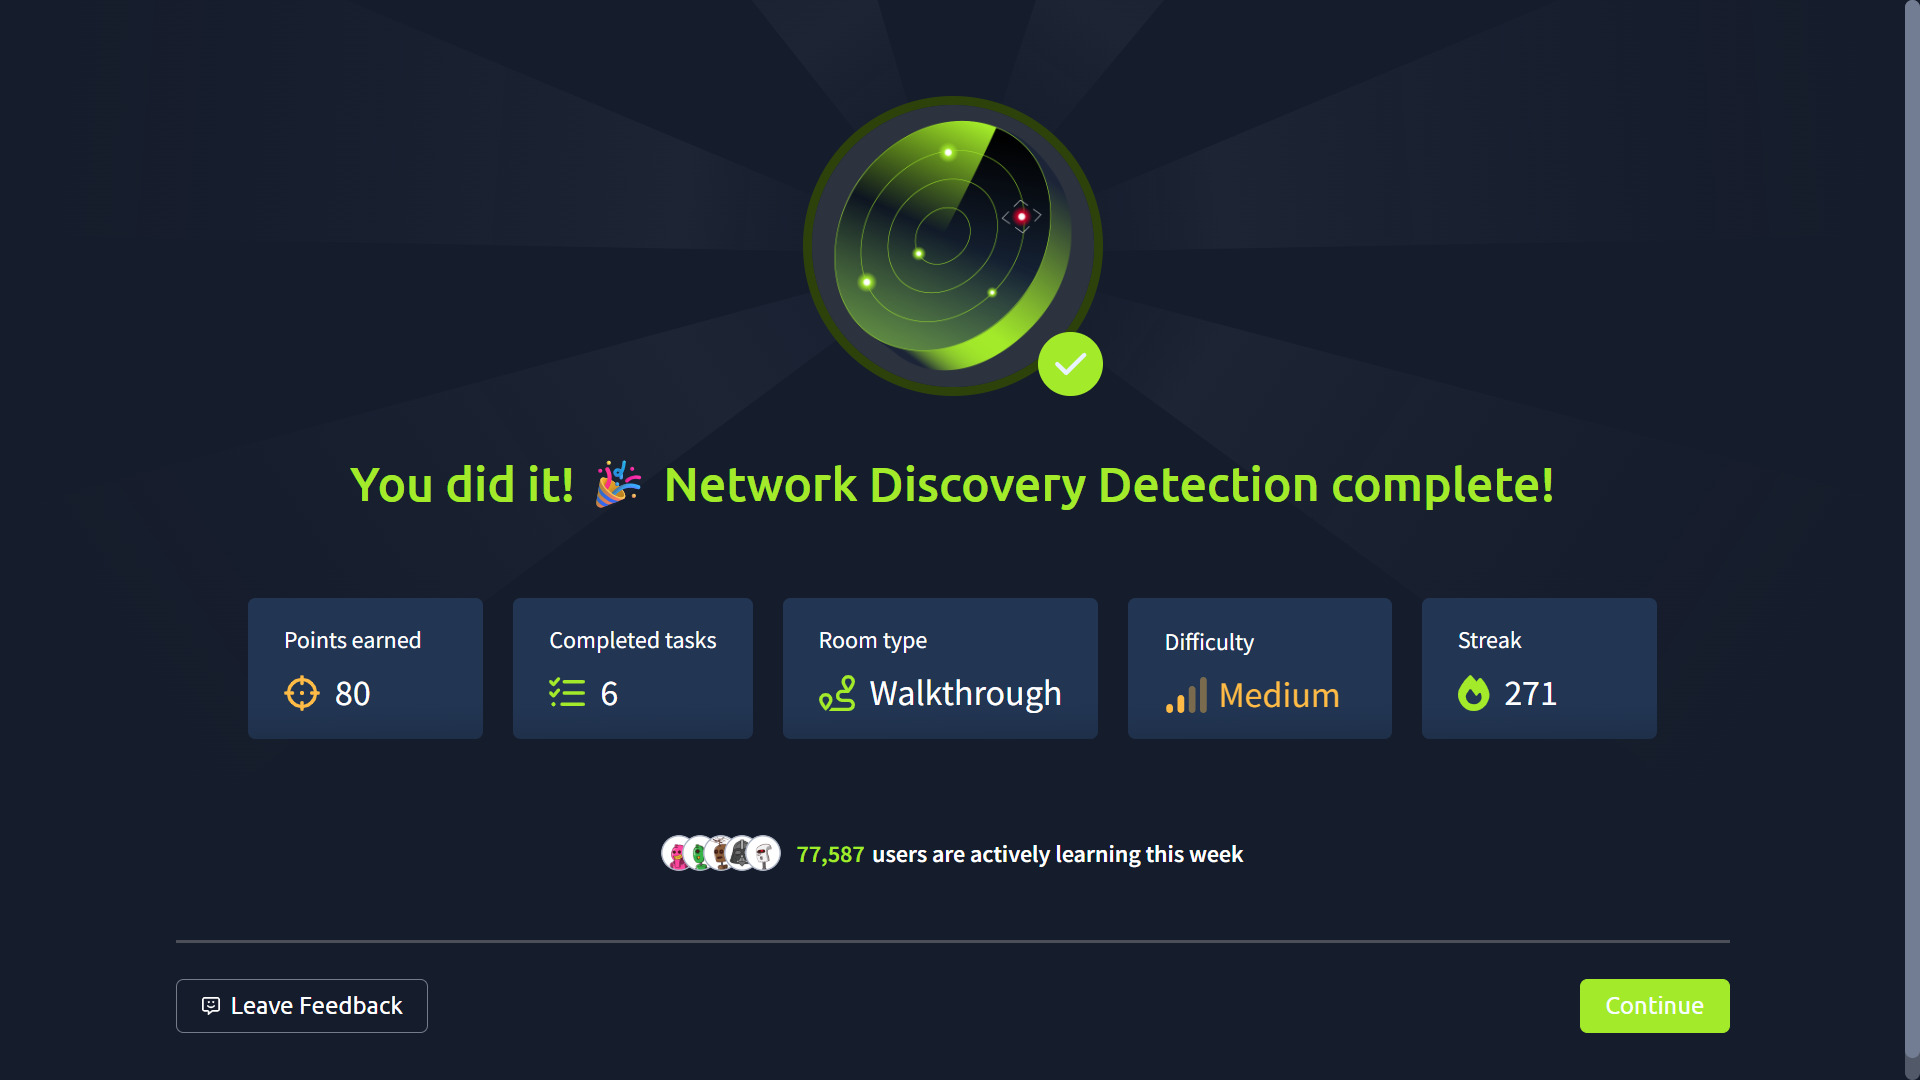 You did it! 🎉 Network Discovery Detection complete!
Points earned
80
Completed tasks
6
Room type
Walkthrough
Difficulty
Medium
Streak
271
77,587 users are actively learning this week
Leave Feedback
Continue